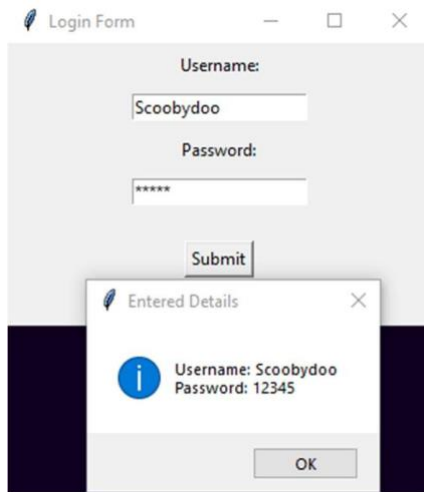 Login Form
Username:
Scoobydoo
Password:
*****
Submit
Entered Details
Username: Scoobydoo
Password: 12345
OK